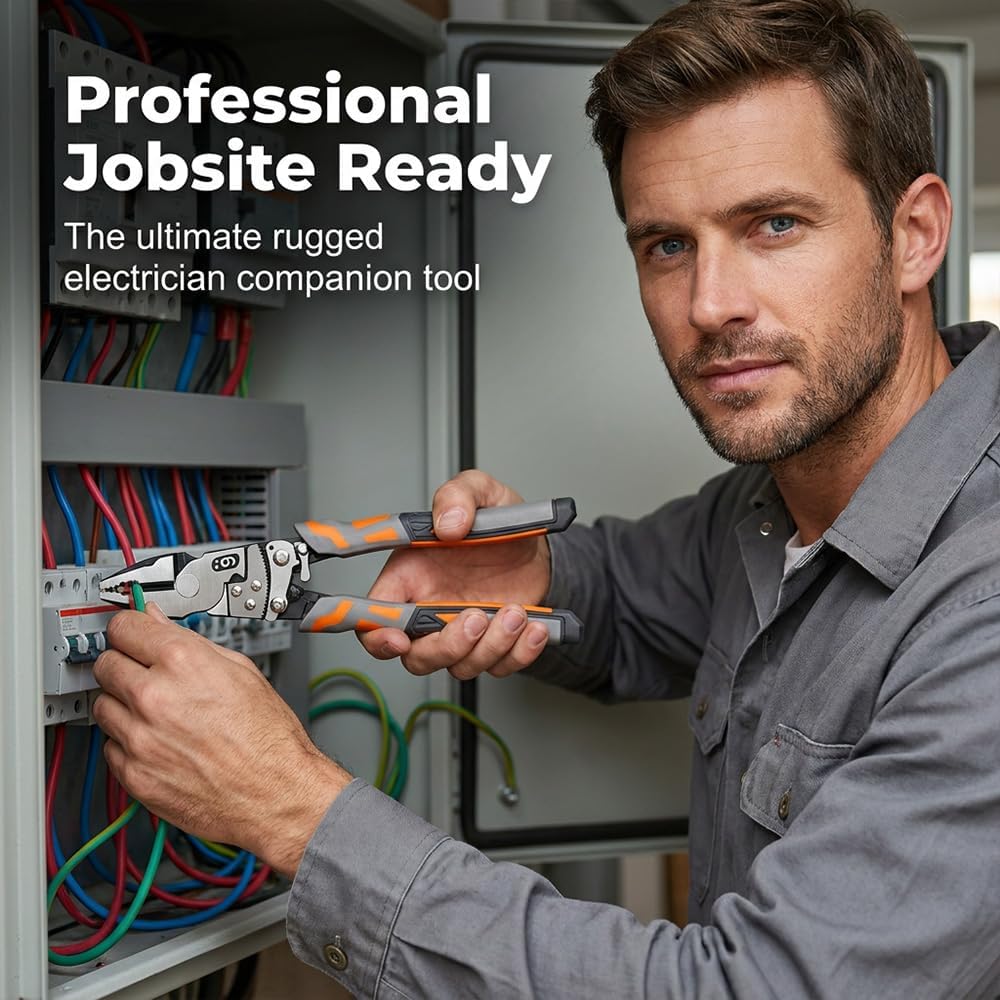 Professional
Jobsite Ready
The ultimate rugged
electrician companion tool